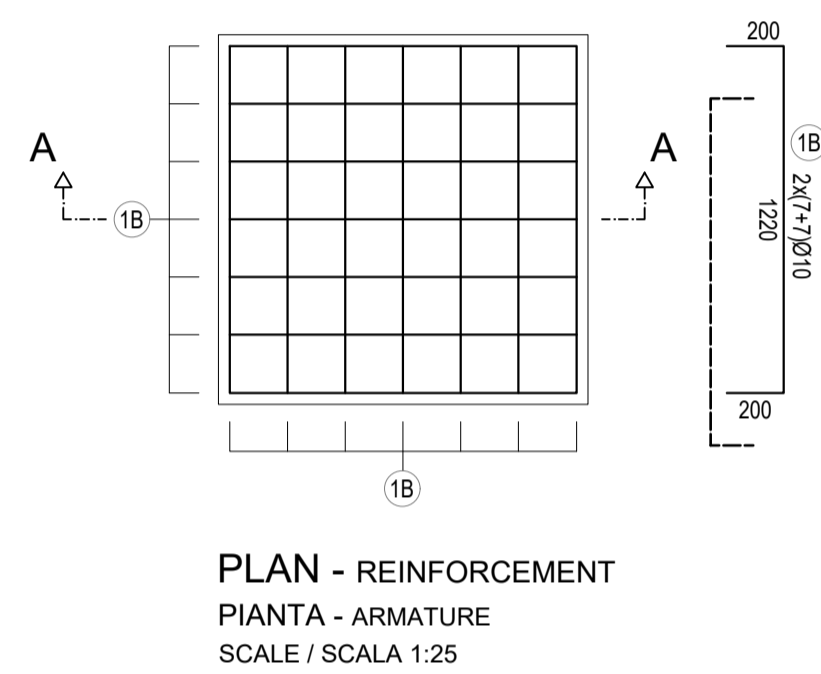 200
A
A
1B
1B
2x(7+7)Ø10
1220
200
1B
PLAN - REINFORCEMENT
PIANTA - ARMATURE
SCALE / SCALA 1:25